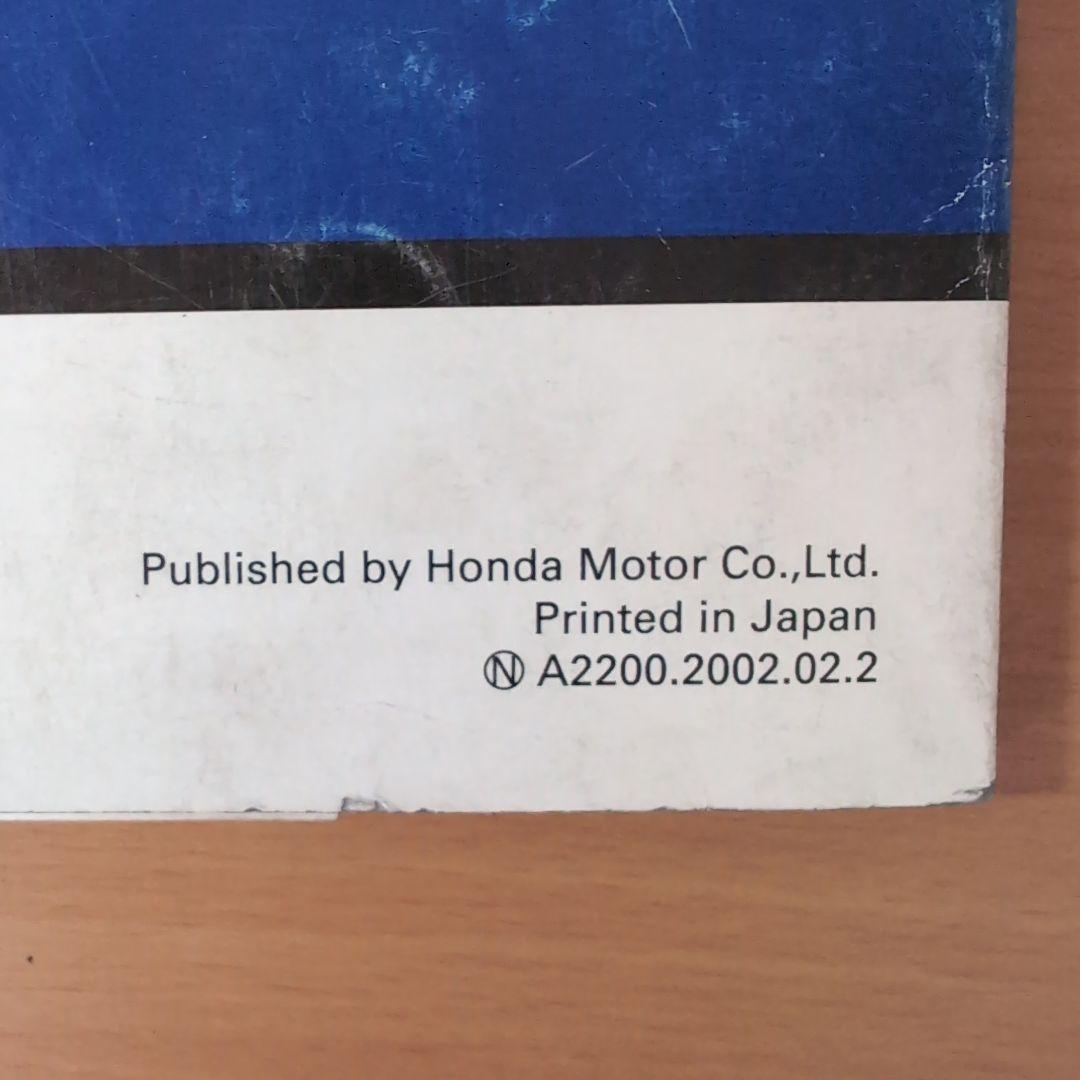 Published by Honda Motor Co.,Ltd.
Printed in Japan
Ⓝ A2200.2002.02.2